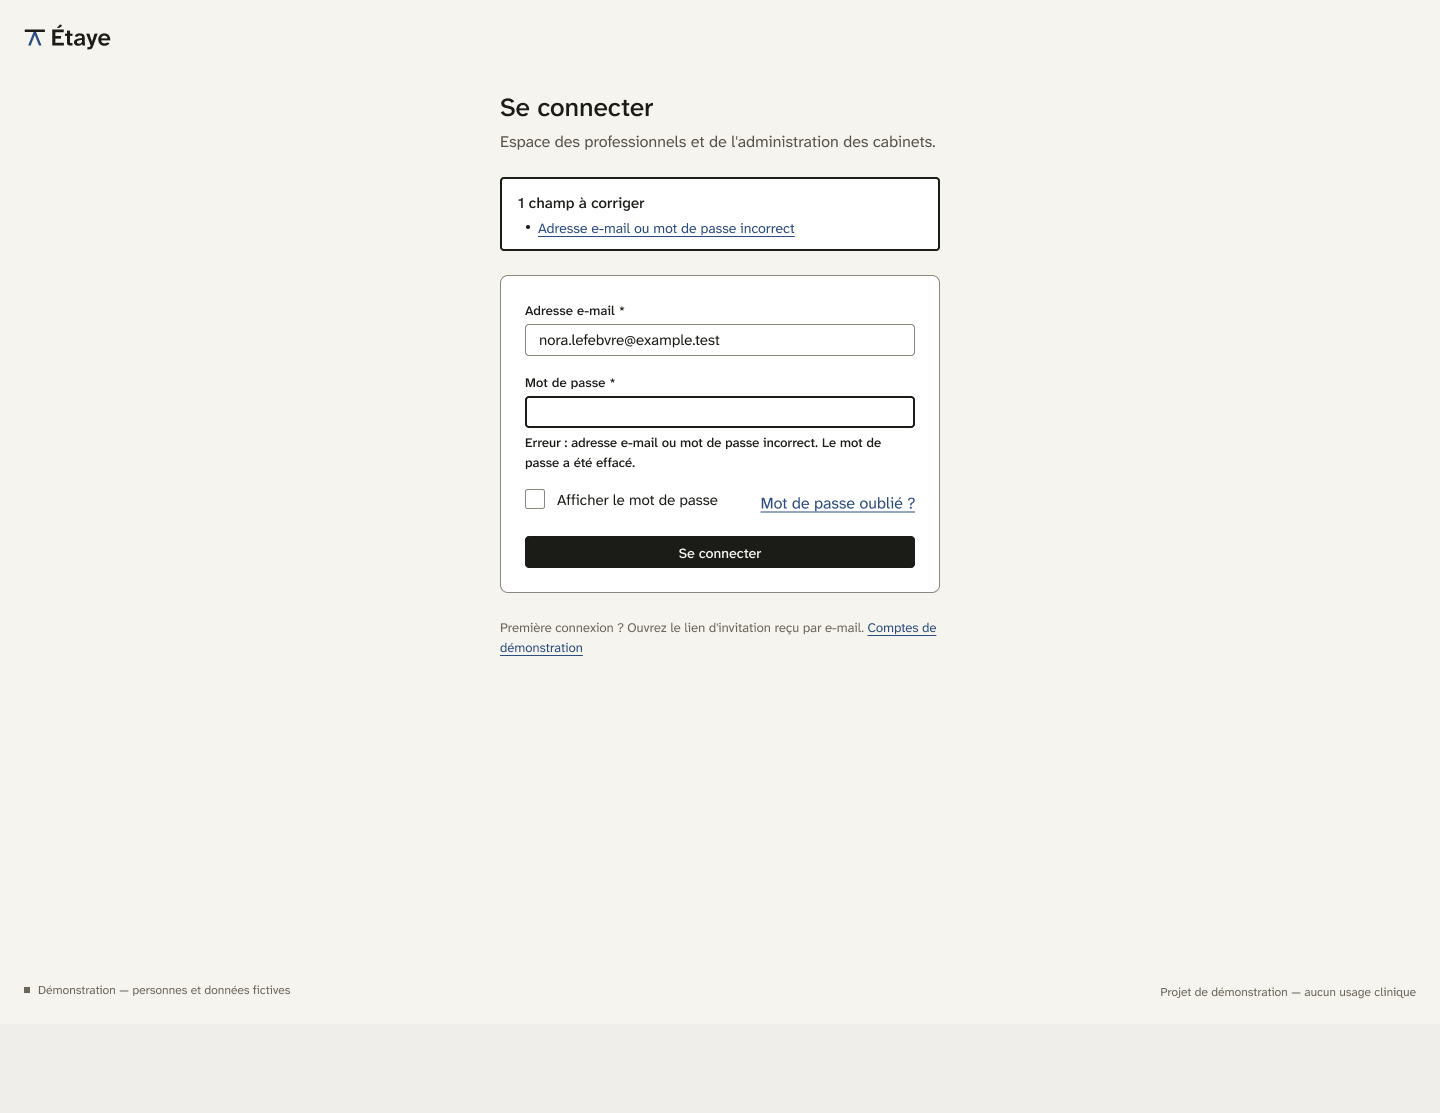 Étaye
Se connecter
Espace des professionnels et de l'administration des cabinets.
1 champ à corriger
• Adresse e-mail ou mot de passe incorrect
Adresse e-mail *
nora.lefebvre@example.test
Mot de passe *
Erreur : adresse e-mail ou mot de passe incorrect. Le mot de
passe a été effacé.
Afficher le mot de passe
Mot de passe oublié ?
Se connecter
Première connexion ? Ouvrez le lien d'invitation reçu par e-mail. Comptes de
démonstration
Démonstration — personnes et données fictives
Projet de démonstration — aucun usage clinique